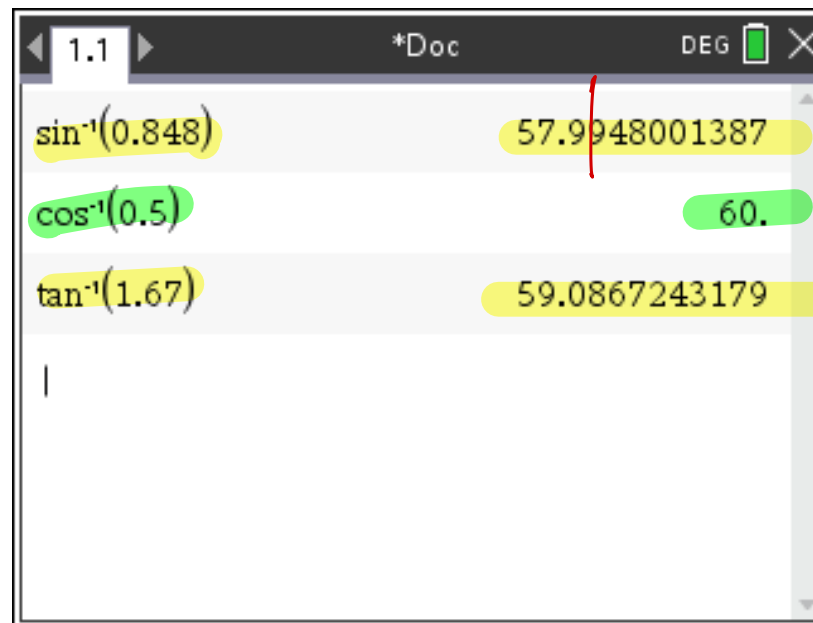 1.1 *Doc DEG
sin⁻¹(0.848) 57.9948001387
cos⁻¹(0.5) 60.
tan⁻¹(1.67) 59.0867243179